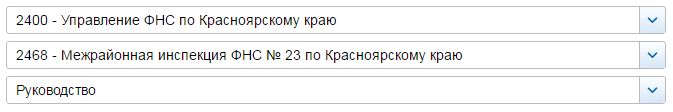 2400 - Управление ФНС по Красноярскому краю
2468 - Межрайонная инспекция ФНС № 23 по Красноярскому краю
Руководство